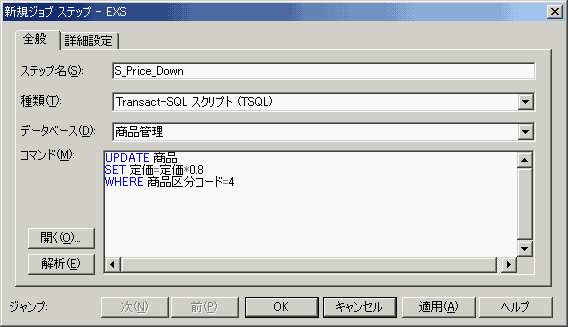 新規ジョブ ステップ - EXS
全般 詳細設定
ステップ名(S): S_Price_Down
種類(T): Transact-SQL スクリプト (TSQL)
データベース(D): 商品管理
コマンド(M):
UPDATE 商品
SET 定価=定価*0.8
WHERE 商品区分コード=4
開く(O)...
解析(E)
ジャンプ: 次(N) 前(P) OK キャンセル 適用(A) ヘルプ